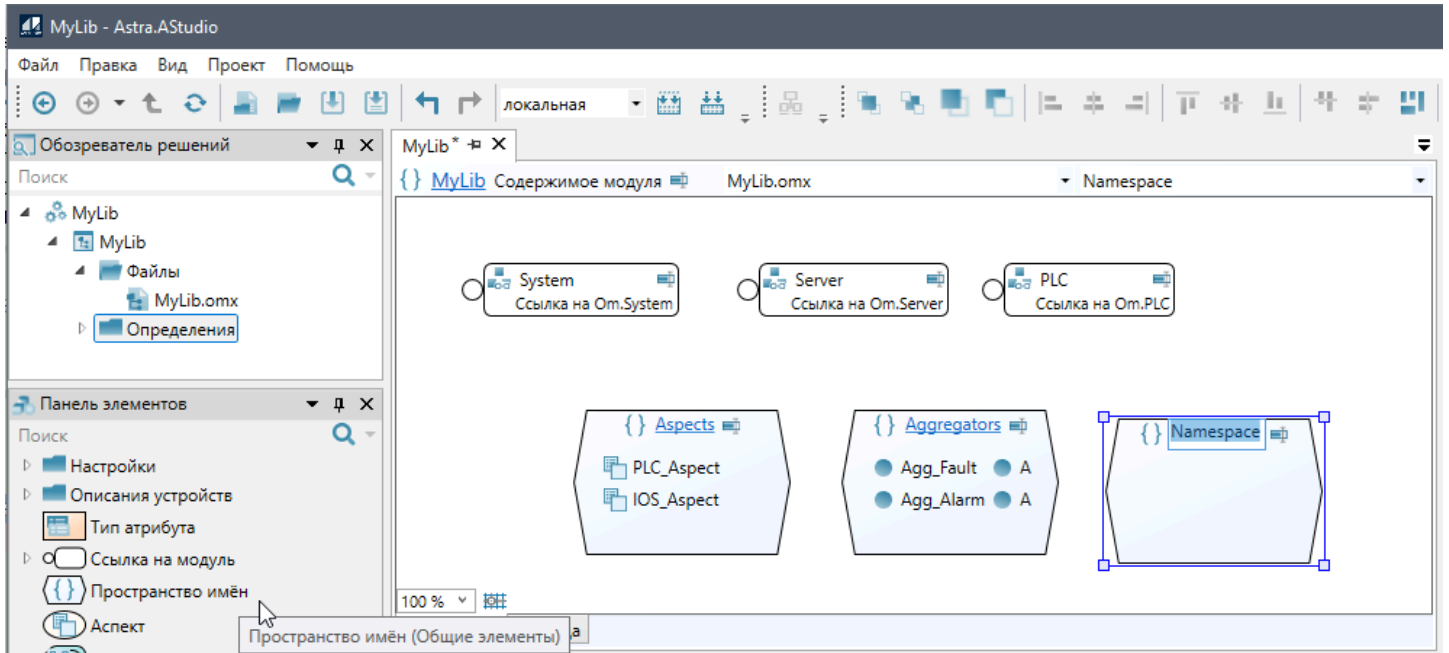 MyLib - Astra.AStudio
Файл Правка Вид Проект Помощь
локальная
Обозреватель решений
Поиск
MyLib
MyLib
Файлы
MyLib.omx
Определения
Панель элементов
Поиск
Настройки
Описания устройств
Тип атрибута
Ссылка на модуль
{ } Пространство имён
Аспект
MyLib*
{ } MyLib Содержимое модуля MyLib.omx Namespace
System
Ссылка на Om.System
Server
Ссылка на Om.Server
PLC
Ссылка на Om.PLC
{ } Aspects
PLC_Aspect
IOS_Aspect
{ } Aggregators
Agg_Fault A
Agg_Alarm A
{ } Namespace
100 %
Пространство имён (Общие элементы)